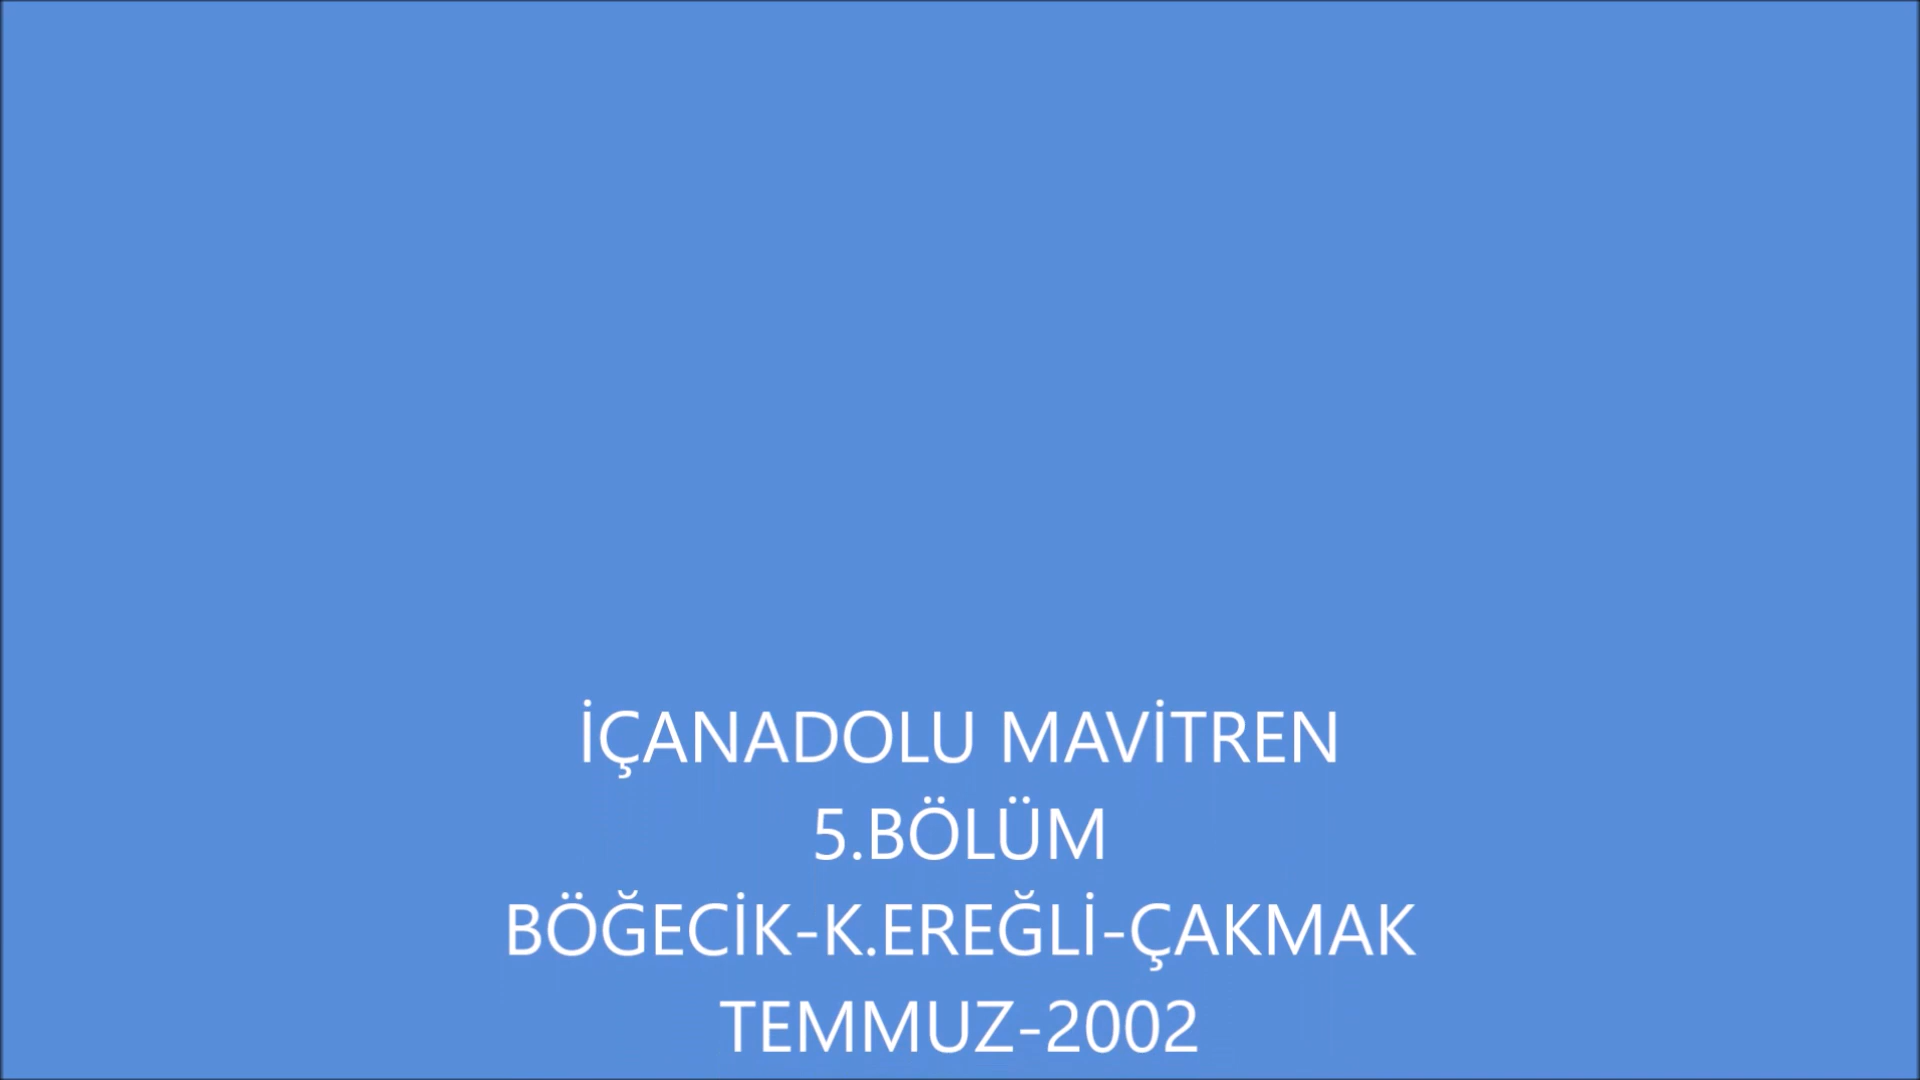 İÇANADOLU MAVİTREN
5.BÖLÜM
BÖĞECİK-K.EREĞLİ-ÇAKMAK
TEMMUZ-2002